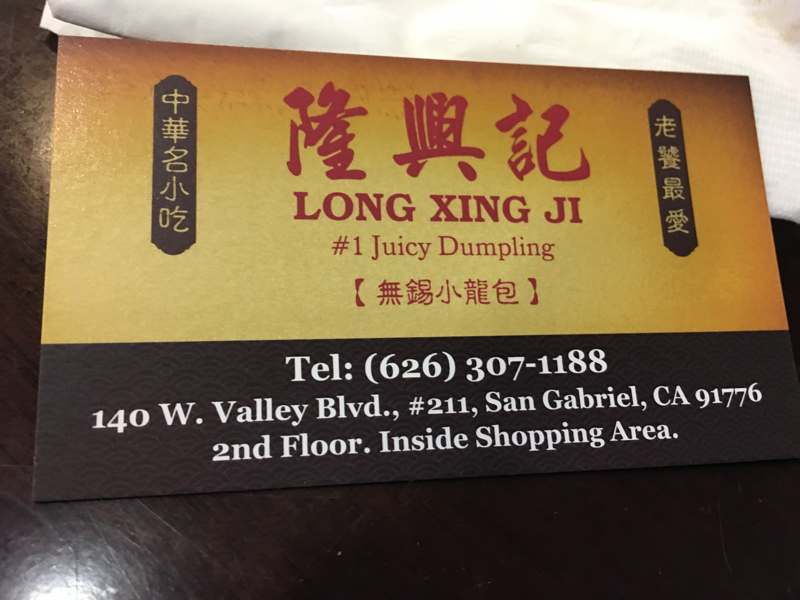 中華名小吃
隆興記
老饕最愛
LONG XING JI
#1 Juicy Dumpling
【無錫小龍包】
Tel: (626) 307-1188
140 W. Valley Blvd., #211, San Gabriel, CA 91776
2nd Floor. Inside Shopping Area.